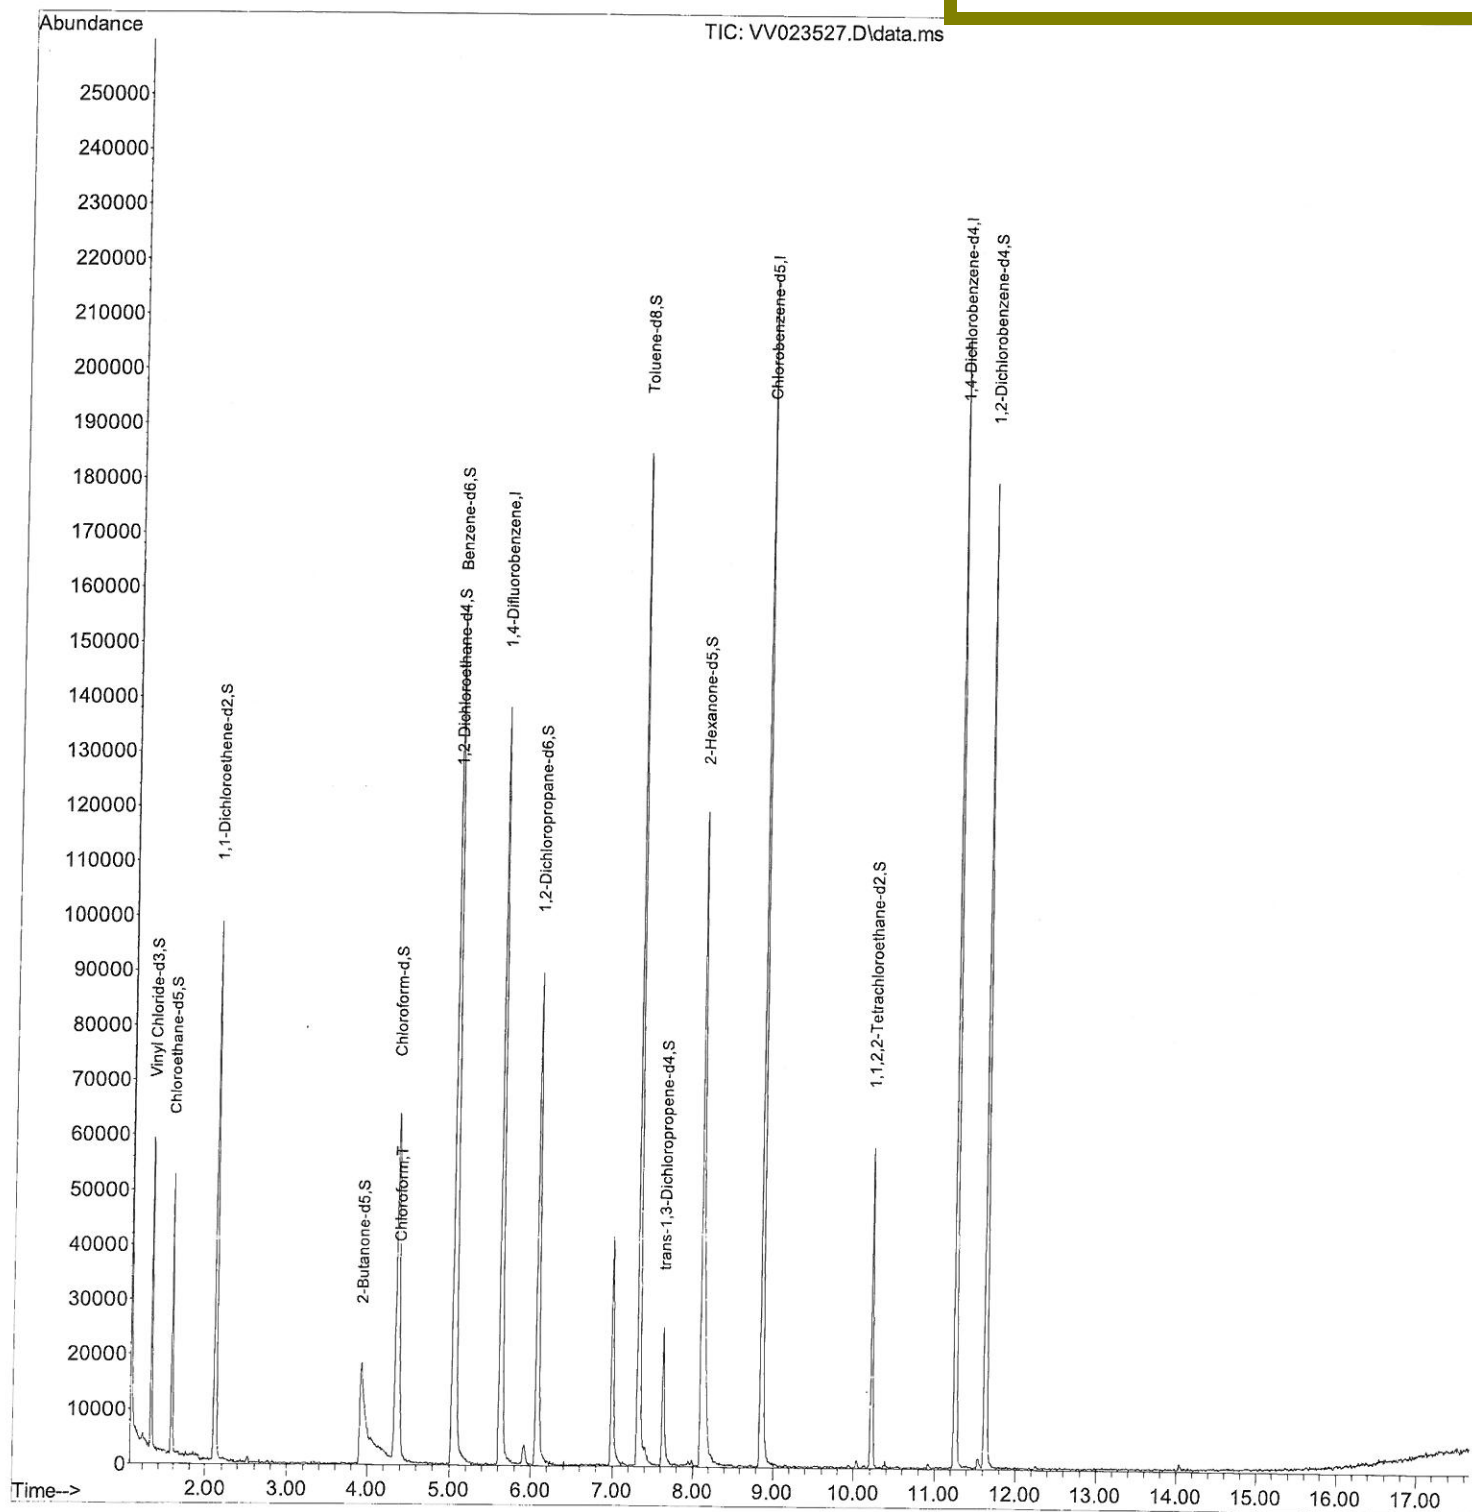 Abundance
TIC: VV023527.D\data.ms
250000
240000
230000
220000
210000
200000
190000
180000
170000
160000
150000
140000
130000
120000
110000
100000
90000
80000
70000
60000
50000
40000
30000
20000
10000
0
Vinyl Chloride-d3,S
Chloroethane-d5,S
1,1-Dichloroethene-d2,S
2-Butanone-d5,S
Chloroform-d,S
Chloroform,T
1,2-Dichloroethane-d4,S
Benzene-d6,S
1,4-Difluorobenzene,I
1,2-Dichloropropane-d6,S
Toluene-d8,S
trans-1,3-Dichloropropene-d4,S
2-Hexanone-d5,S
Chlorobenzene-d5,I
1,1,2,2-Tetrachloroethane-d2,S
1,4-Dichlorobenzene-d4,I
1,2-Dichlorobenzene-d4,S
Time--> 2.00 3.00 4.00 5.00 6.00 7.00 8.00 9.00 10.00 11.00 12.00 13.00 14.00 15.00 16.00 17.00